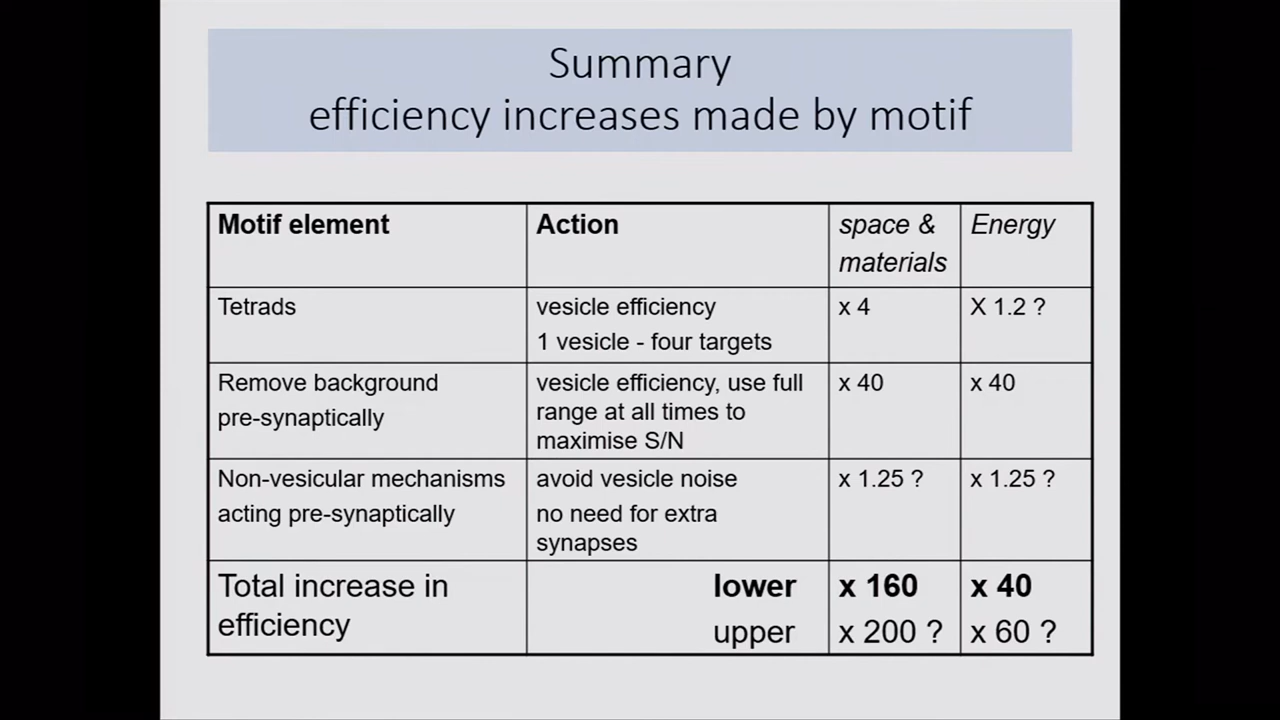 Summary
efficiency increases made by motif
Motif element
Action
space &
materials
Energy
Tetrads
vesicle efficiency
1 vesicle - four targets
x 4
X 1.2 ?
Remove background
pre-synaptically
vesicle efficiency, use full
range at all times to
maximise S/N
x 40
x 40
Non-vesicular mechanisms
acting pre-synaptically
avoid vesicle noise
no need for extra
synapses
x 1.25 ?
x 1.25 ?
Total increase in
efficiency
lower
upper
x 160
x 200 ?
x 40
x 60 ?